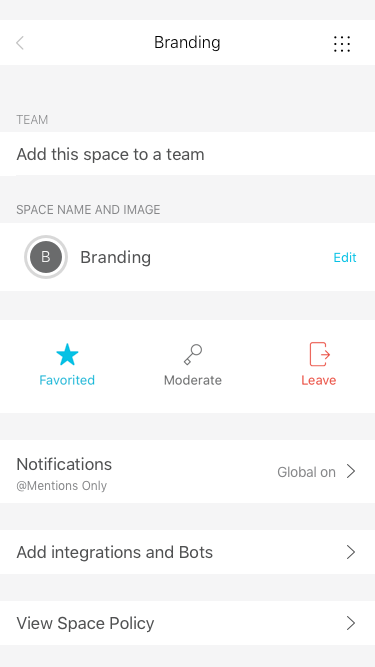 Branding
TEAM
Add this space to a team
SPACE NAME AND IMAGE
B
Branding
Edit
Favorited
Moderate
Leave
Notifications
@Mentions Only
Global on
Add integrations and Bots
View Space Policy